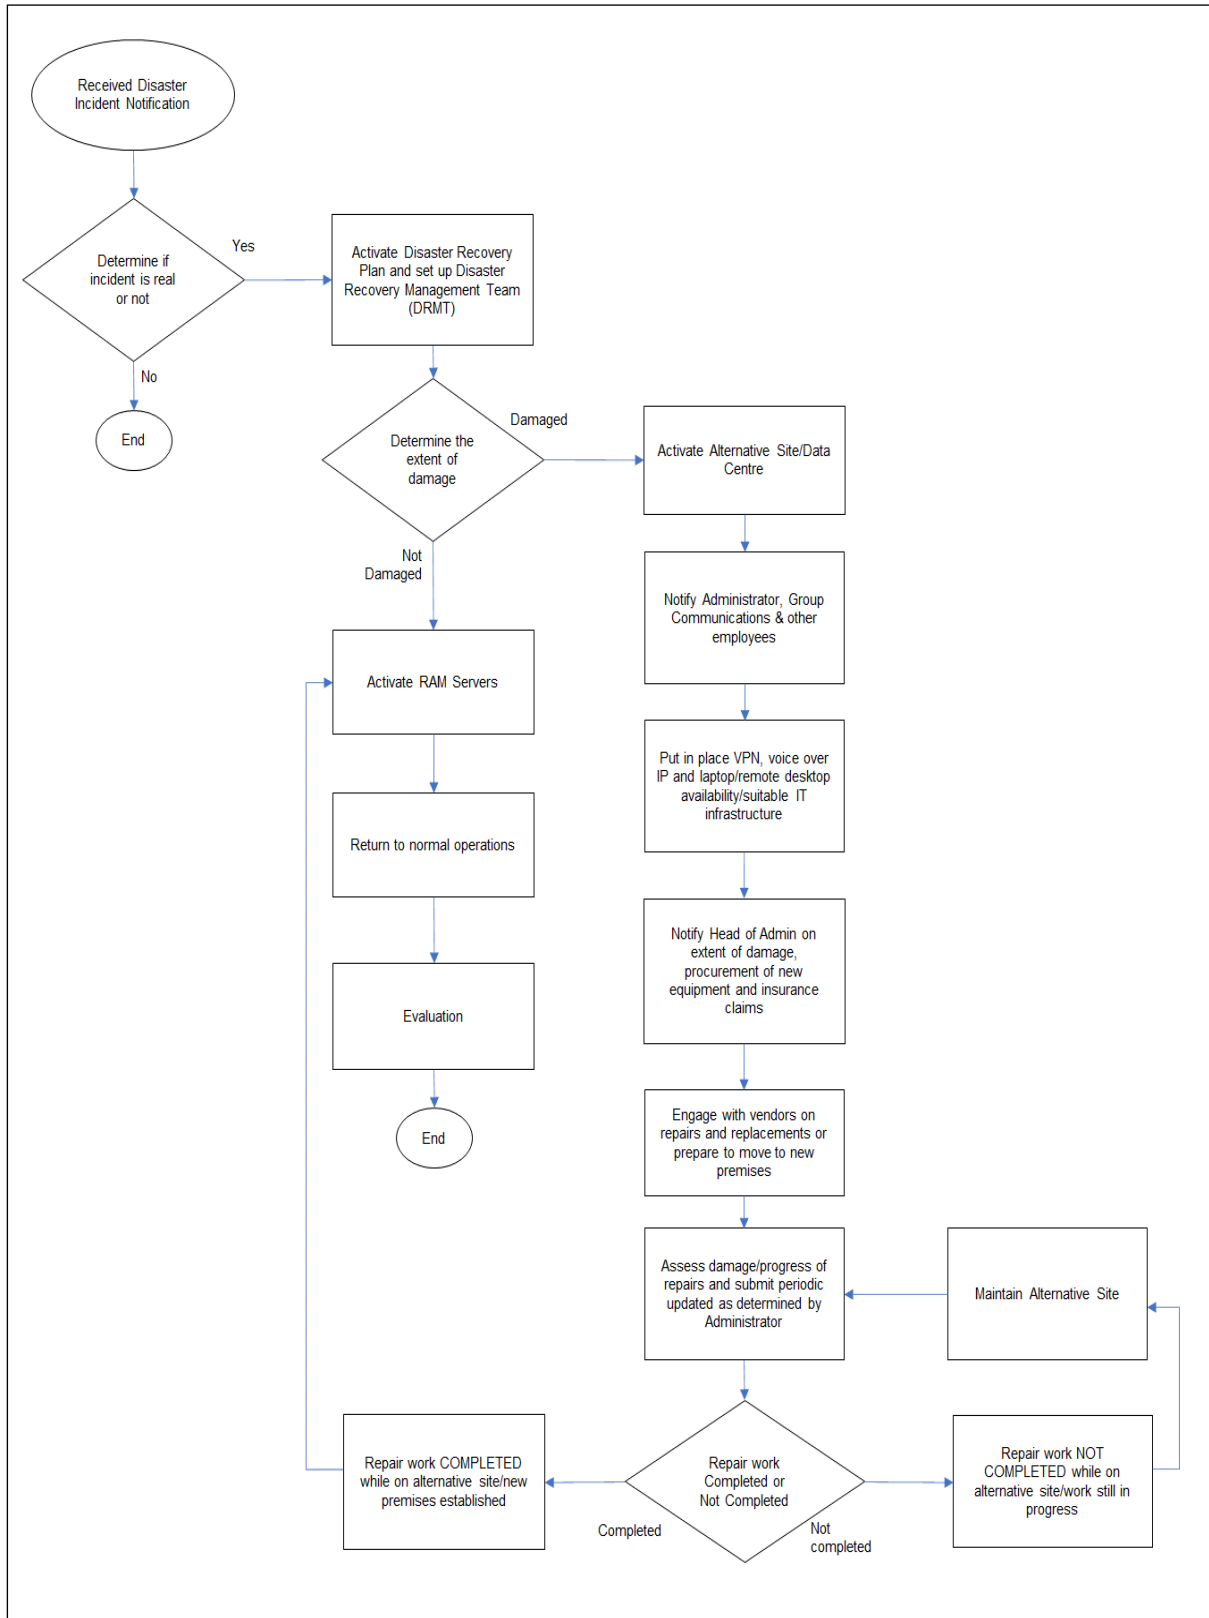 Received Disaster
Incident Notification
Determine if
incident is real
or not
Yes
No
End
Activate Disaster Recovery
Plan and set up Disaster
Recovery Management Team
(DRMT)
Determine the
extent of
damage
Damaged
Not
Damaged
Activate Alternative Site/Data
Centre
Notify Administrator, Group
Communications & other
employees
Activate RAM Servers
Put in place VPN, voice over
IP and laptop/remote desktop
availability/suitable IT
infrastructure
Return to normal operations
Notify Head of Admin on
extent of damage,
procurement of new
equipment and insurance
claims
Evaluation
End
Engage with vendors on
repairs and replacements or
prepare to move to new
premises
Assess damage/progress of
repairs and submit periodic
updated as determined by
Administrator
Maintain Alternative Site
Repair work COMPLETED
while on alternative site/new
premises established
Repair work
Completed or
Not Completed
Completed
Not
completed
Repair work NOT
COMPLETED while on
alternative site/work still in
progress